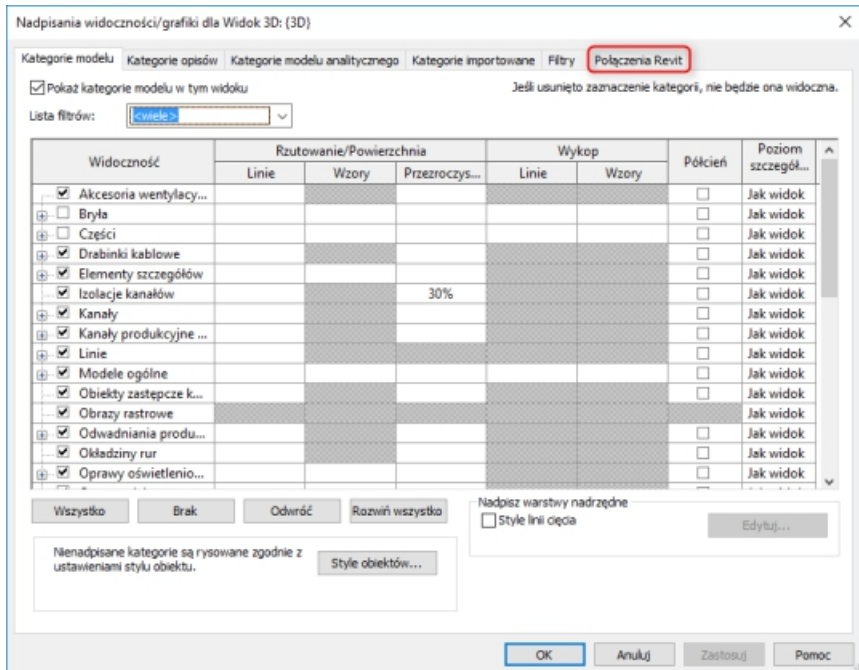 Nadpisania widoczności/grafiki dla Widok 3D: {3D}
Kategorie modelu Kategorie opisów Kategorie modelu analitycznego Kategorie importowane Filtry Połączenia Revit
Pokaż kategorie modelu w tym widoku Jeśli usunięto zaznaczenie kategorii, nie będzie ona widoczna.
Lista filtrów: <wiele>
Widoczność Rzutowanie/Powierzchnia Wykop Półcień Poziom szczegół...
Linie Wzory Przezroczys... Linie Wzory
Akcesoria wentylacy... Jak widok
Bryła Jak widok
Części Jak widok
Drabinki kablowe Jak widok
Elementy szczegółów Jak widok
Izolacje kanałów 30% Jak widok
Kanały Jak widok
Kanały produkcyjne ... Jak widok
Linie Jak widok
Modele ogólne Jak widok
Obiekty zastępcze k... Jak widok
Obrazy rastrowe Jak widok
Odwadniania produ... Jak widok
Okładziny rur Jak widok
Oprawy oświetlenio... Jak widok
Wszystko Brak Odwróć Rozwiń wszystko
Nadpisz warstwy nadrzędne
Style linii cięcia Edytuj...
Nienadpisane kategorie są rysowane zgodnie z
ustawieniami stylu obiektu.
Style obiektów...
OK Anuluj Zastosuj Pomoc